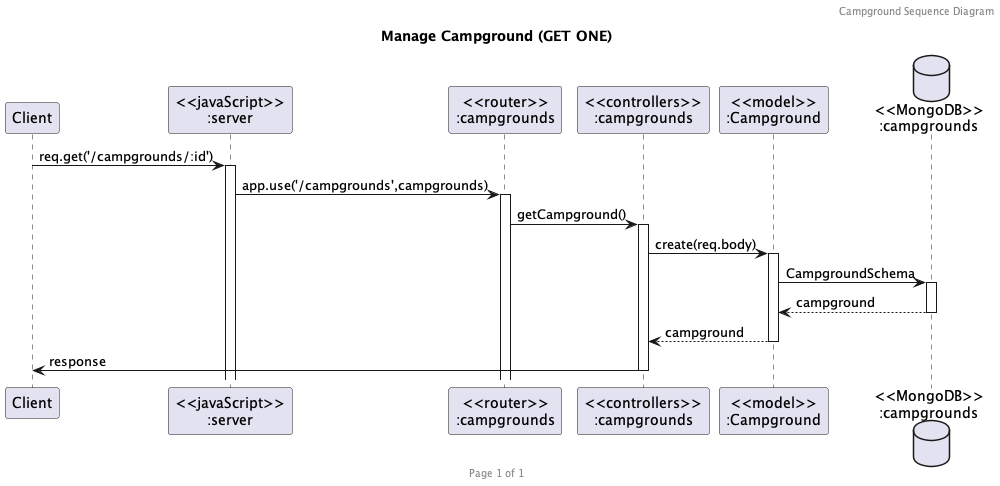 Campground Sequence Diagram
Manage Campground (GET ONE)
Client
<<javaScript>>
:server
<<router>>
:campgrounds
<<controllers>>
:campgrounds
<<model>>
:Campground
<<MongoDB>>
:campgrounds
req.get('/campgrounds/:id')
app.use('/campgrounds',campgrounds)
getCampground()
create(req.body)
CampgroundSchema
campground
campground
response
Client
<<javaScript>>
:server
<<router>>
:campgrounds
<<controllers>>
:campgrounds
<<model>>
:Campground
<<MongoDB>>
:campgrounds
Page 1 of 1